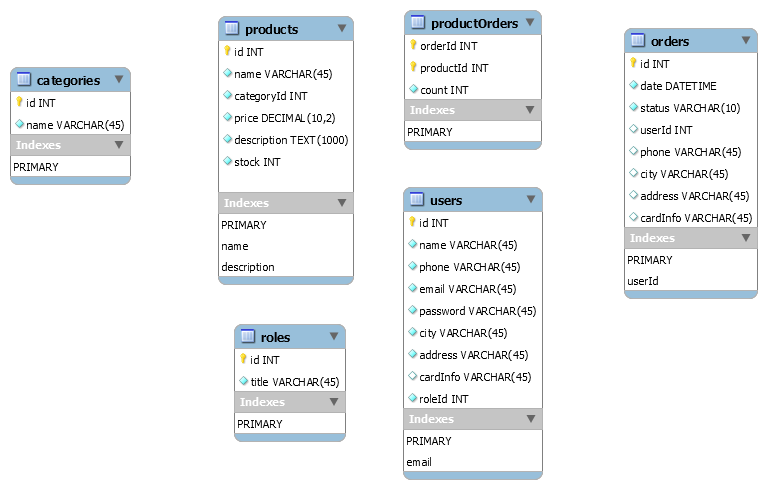 categories
id INT
name VARCHAR(45)
Indexes
PRIMARY
products
id INT
name VARCHAR(45)
categoryId INT
price DECIMAL(10,2)
description TEXT(1000)
stock INT
Indexes
PRIMARY
name
description
productOrders
orderId INT
productId INT
count INT
Indexes
PRIMARY
orders
id INT
date DATETIME
status VARCHAR(10)
userId INT
phone VARCHAR(45)
city VARCHAR(45)
address VARCHAR(45)
cardInfo VARCHAR(45)
Indexes
PRIMARY
userId
roles
id INT
title VARCHAR(45)
Indexes
PRIMARY
users
id INT
name VARCHAR(45)
phone VARCHAR(45)
email VARCHAR(45)
password VARCHAR(45)
city VARCHAR(45)
address VARCHAR(45)
cardInfo VARCHAR(45)
roleId INT
Indexes
PRIMARY
email